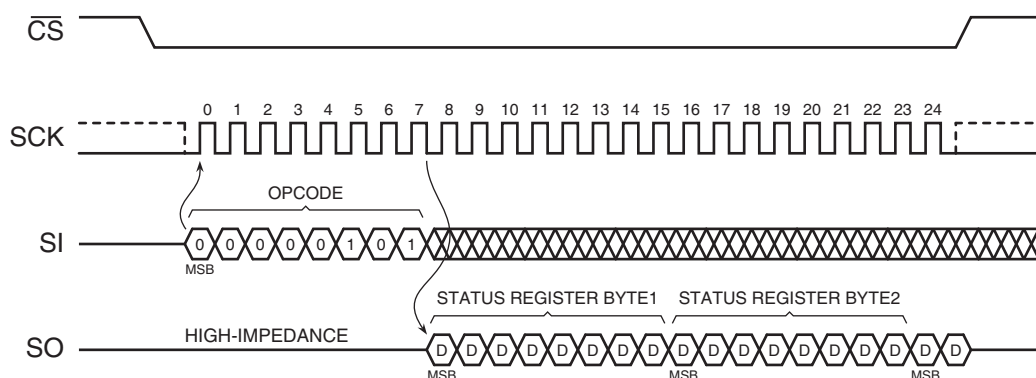 CS
0 1 2 3 4 5 6 7 8 9 10 11 12 13 14 15 16 17 18 19 20 21 22 23 24
SCK
OPCODE
SI 0 0 0 0 0 1 0 1
MSB
STATUS REGISTER BYTE1 STATUS REGISTER BYTE2
HIGH-IMPEDANCE
SO D D D D D D D D D D D D D D D D D D
MSB MSB MSB